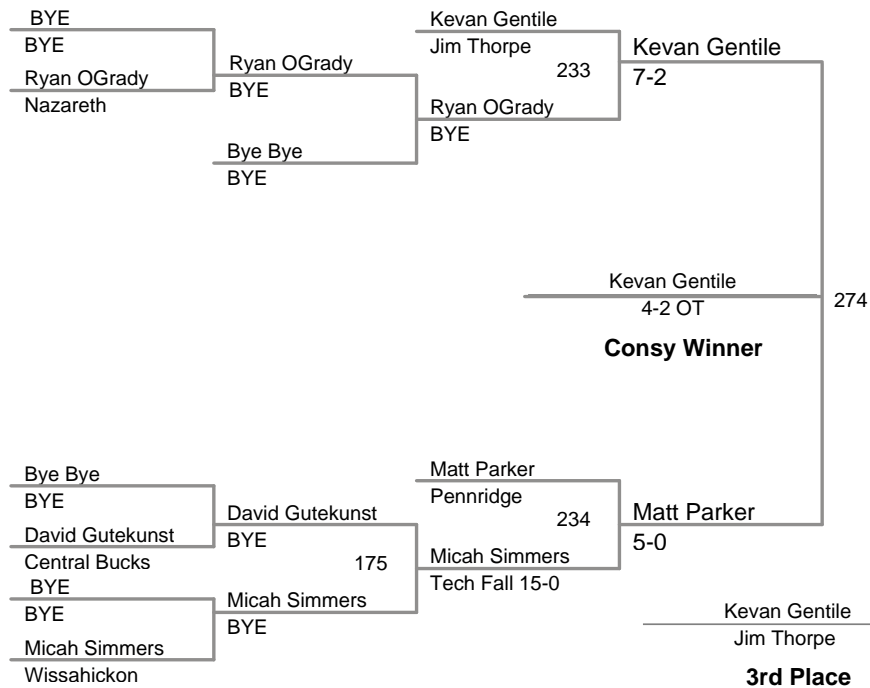 BYE
BYE
Ryan OGrady
Nazareth
Ryan OGrady
BYE
Bye Bye
BYE
Kevan Gentile
Jim Thorpe
233
Ryan OGrady
BYE
Kevan Gentile
7-2
Kevan Gentile
4-2 OT
Consy Winner
274
Bye Bye
BYE
David Gutekunst
Central Bucks
BYE
BYE
Micah Simmers
Wissahickon
David Gutekunst
BYE
175
Micah Simmers
BYE
Matt Parker
Pennridge
234
Micah Simmers
Tech Fall 15-0
Matt Parker
5-0
Kevan Gentile
Jim Thorpe
3rd Place